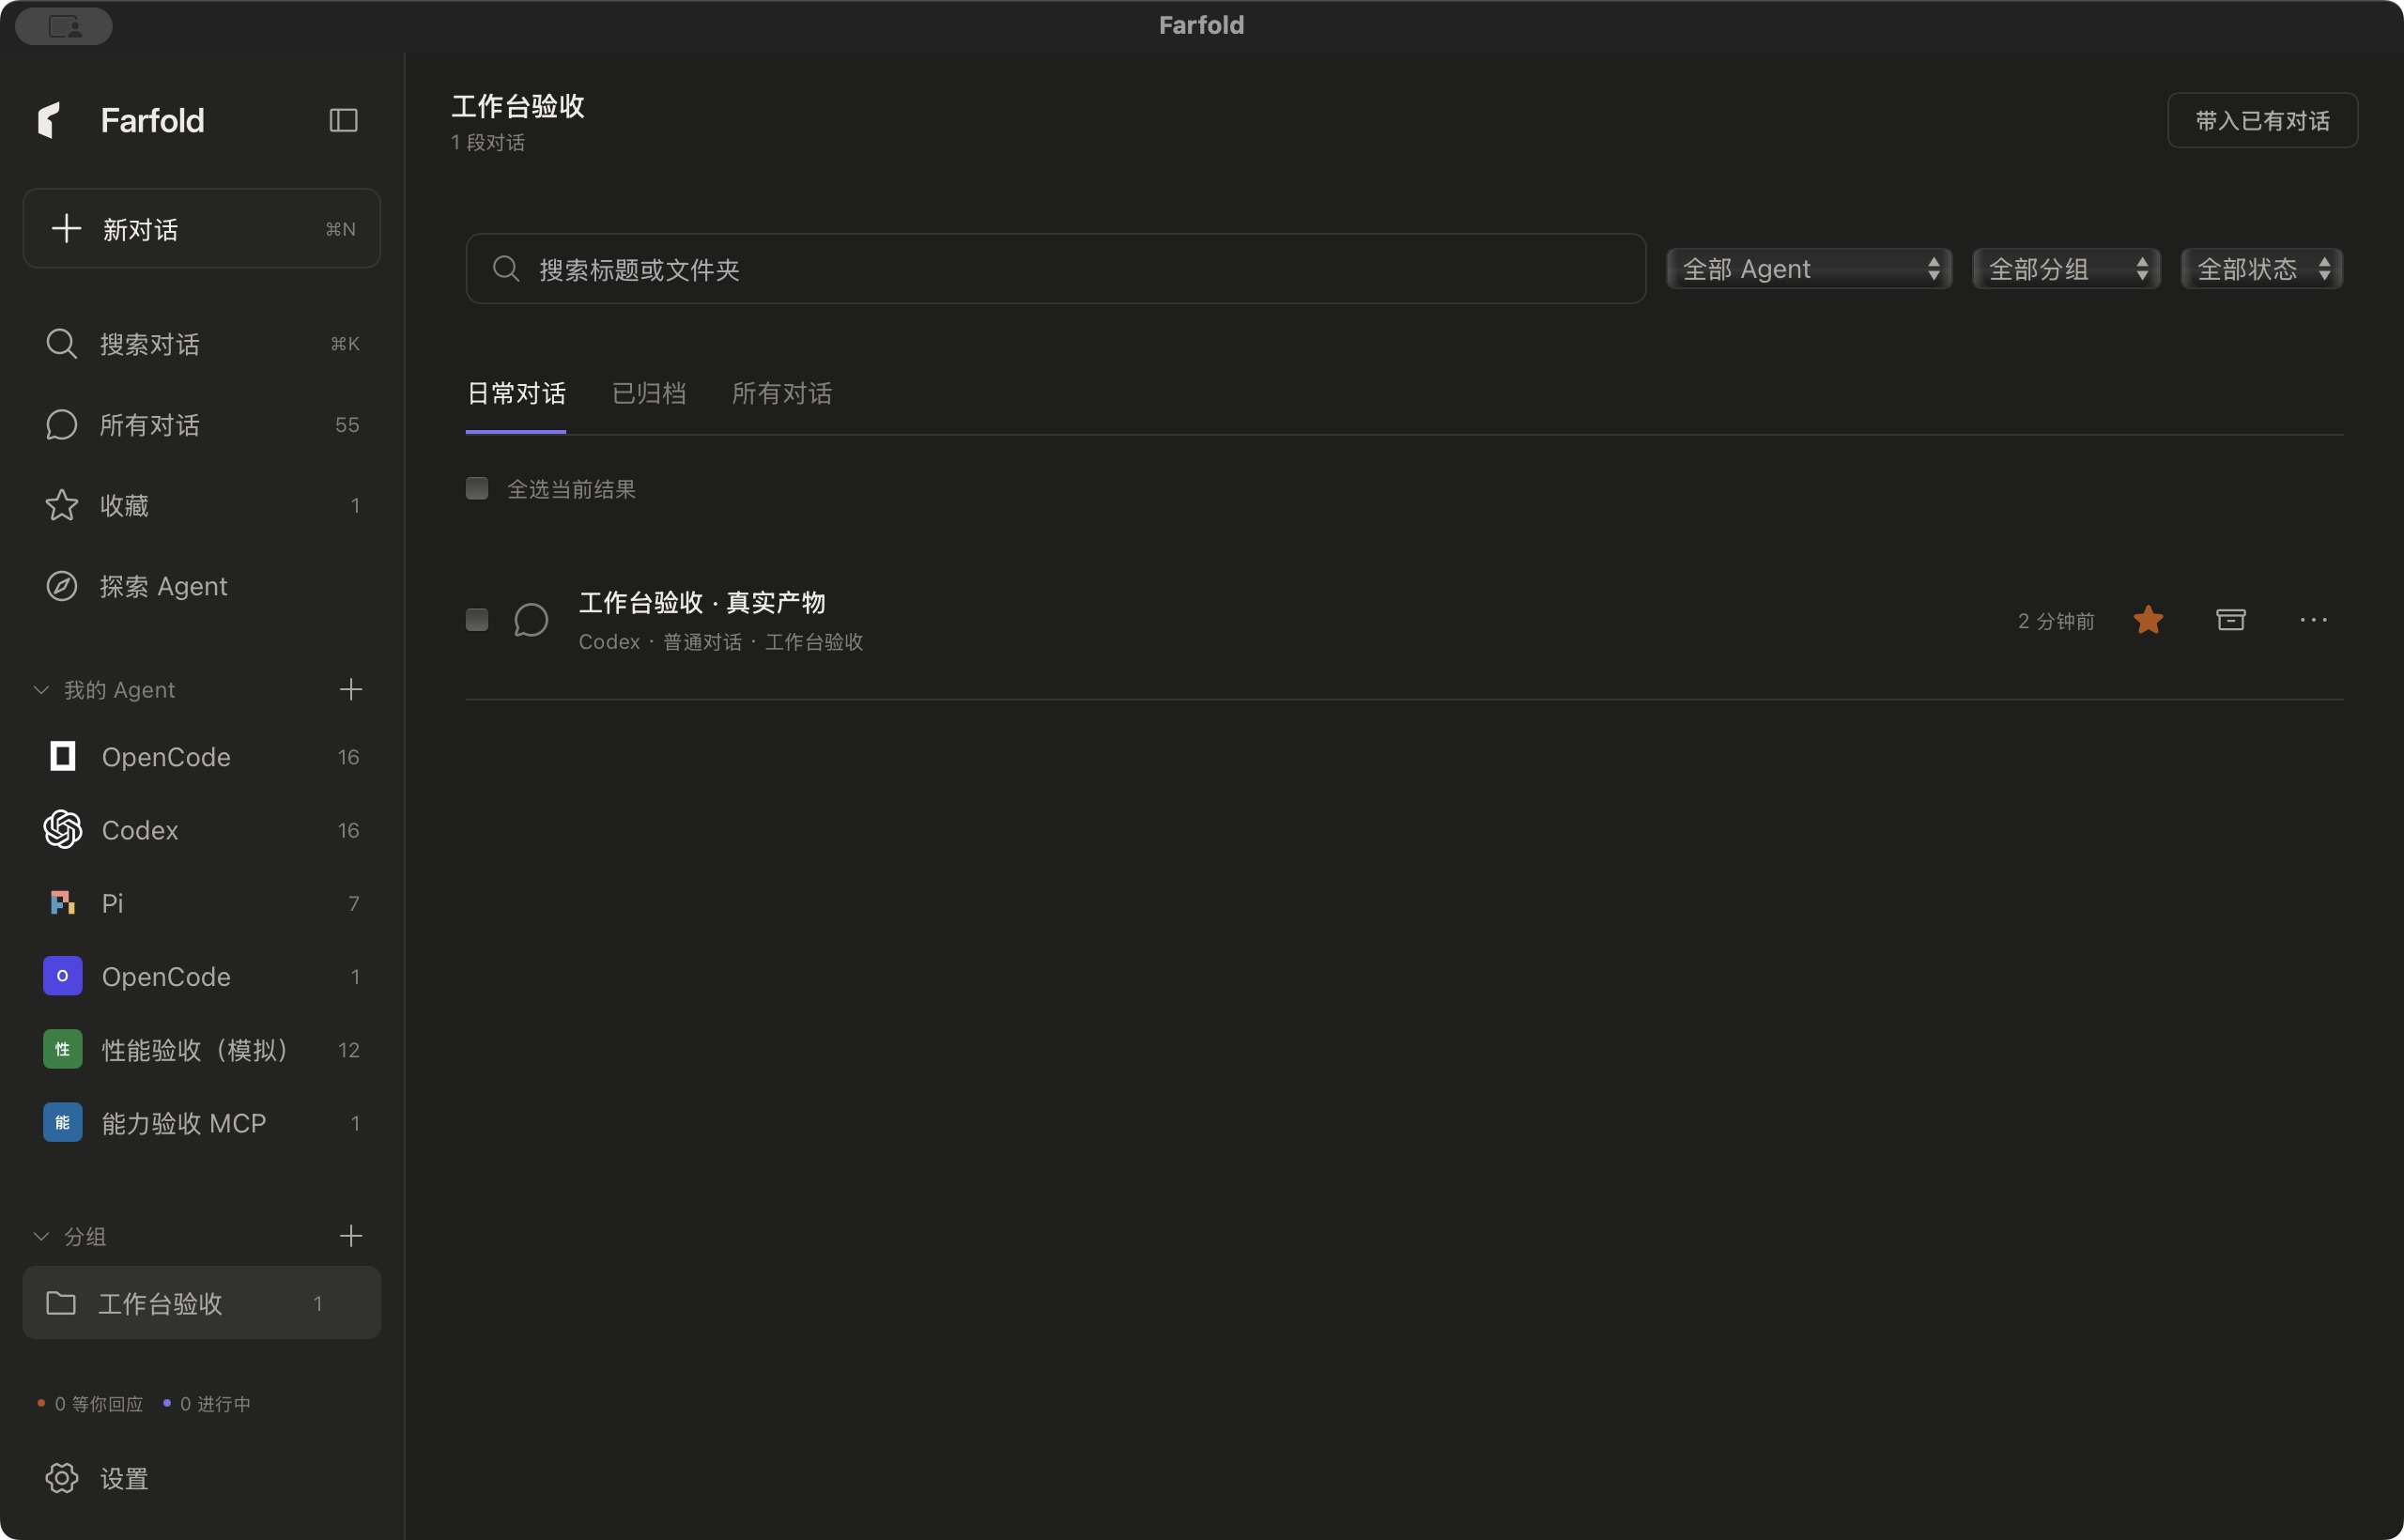 Farfold
Farfold
新对话 ⌘N
搜索对话 ⌘K
所有对话 55
收藏 1
探索 Agent
我的 Agent
OpenCode 16
Codex 16
Pi 7
O OpenCode 1
性 性能验收（模拟） 12
能 能力验收 MCP 1
分组
工作台验收 1
0 等你回应 0 进行中
设置
工作台验收
1 段对话
带入已有对话
搜索标题或文件夹
全部 Agent
全部分组
全部状态
日常对话 已归档 所有对话
全选当前结果
工作台验收 · 真实产物
Codex · 普通对话 · 工作台验收
2 分钟前